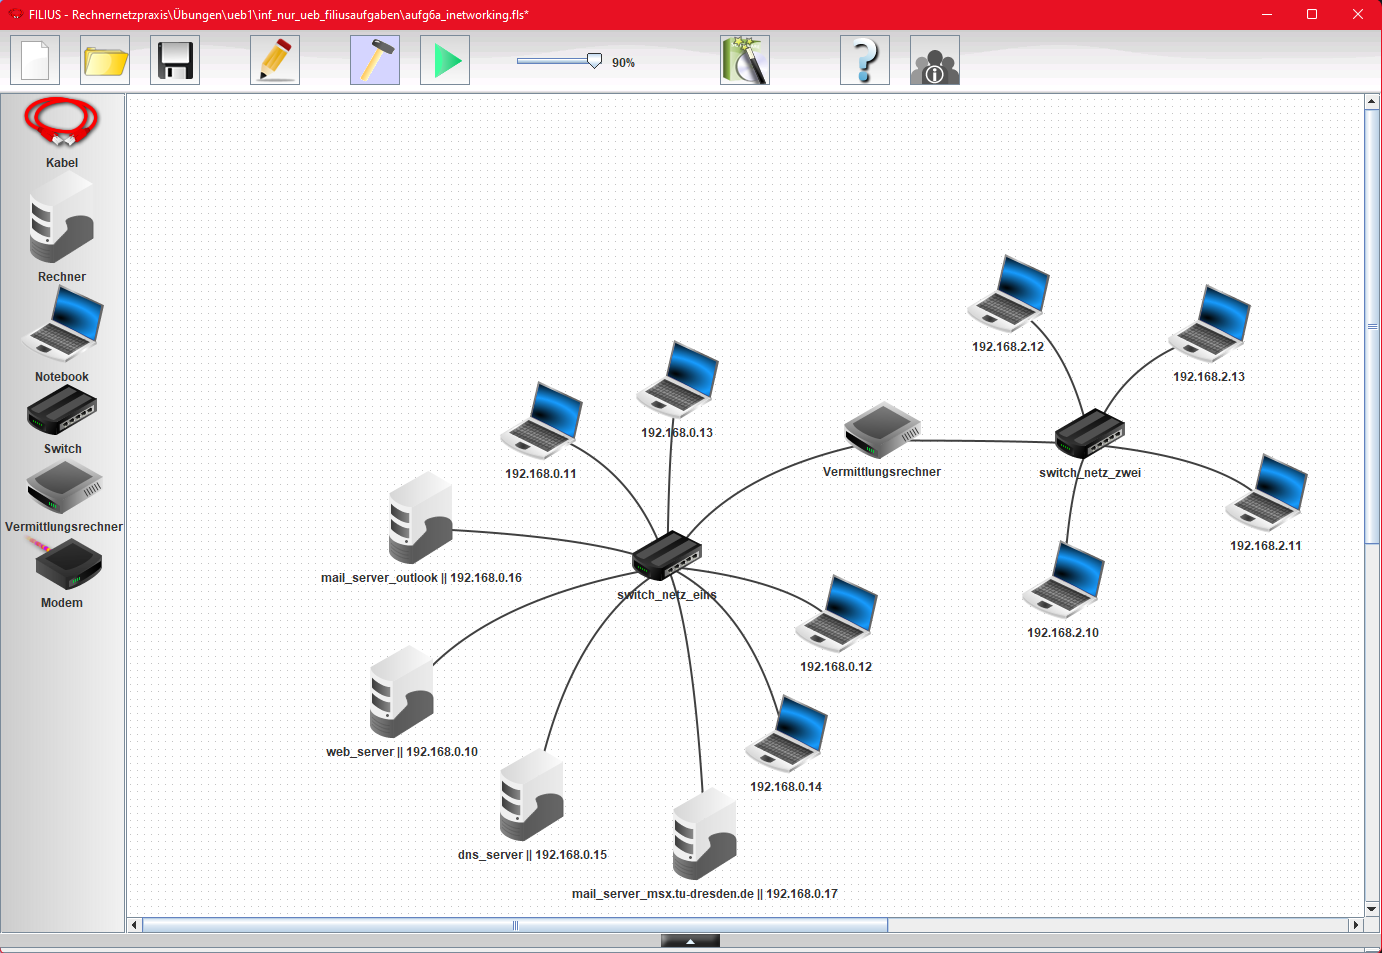 FILIUS - Rechnernetzpraxis\Übungen\ueb1\inf_nur_ueb_filiusaufgaben\aufg6a_inetworking.fls*
90%
Kabel
Rechner
Notebook
Switch
Vermittlungsrechner
Modem
192.168.2.12
192.168.2.13
192.168.0.13
192.168.0.11
Vermittlungsrechner
switch_netz_zwei
192.168.2.11
mail_server_outlook || 192.168.0.16
switch_netz_eins
192.168.2.10
192.168.0.12
web_server || 192.168.0.10
192.168.0.14
dns_server || 192.168.0.15
mail_server_msx.tu-dresden.de || 192.168.0.17